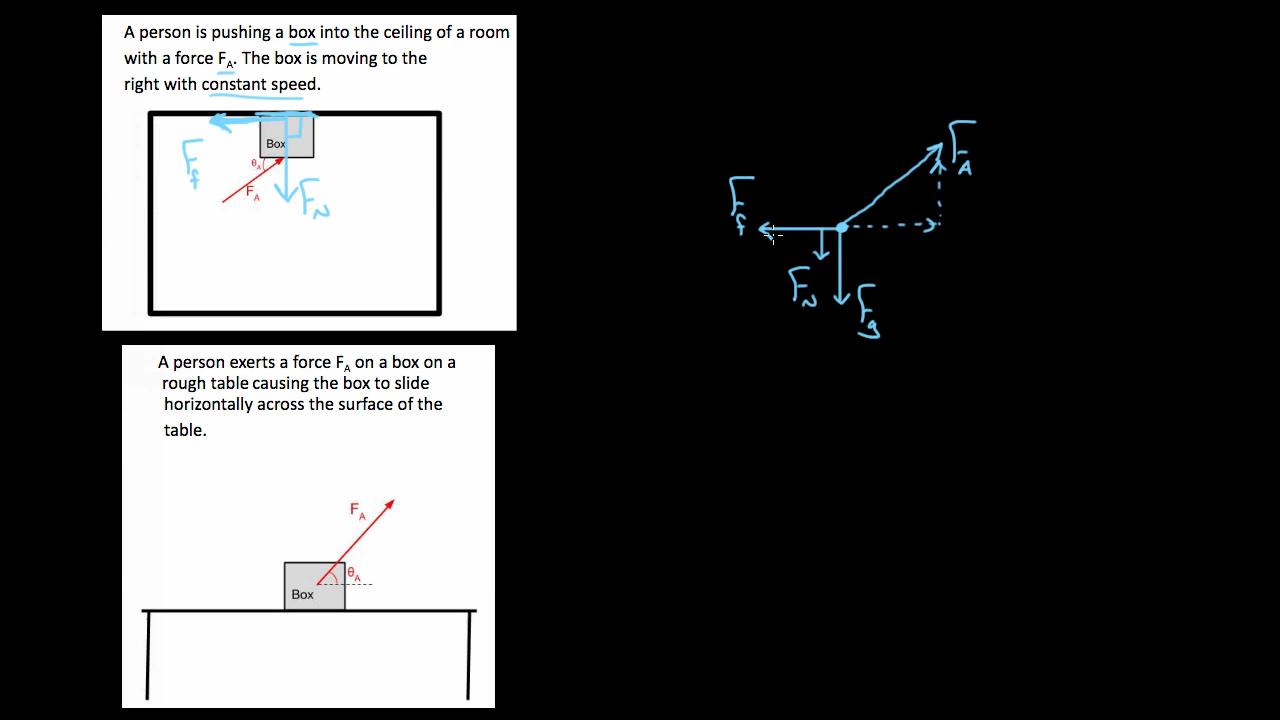 A person is pushing a box into the ceiling of a room
with a force FA. The box is moving to the
right with constant speed.
Box
θA
FA
Ff
FN
FA
Ff
FN
Fg
A person exerts a force FA on a box on a
rough table causing the box to slide
horizontally across the surface of the
table.
FA
θA
Box